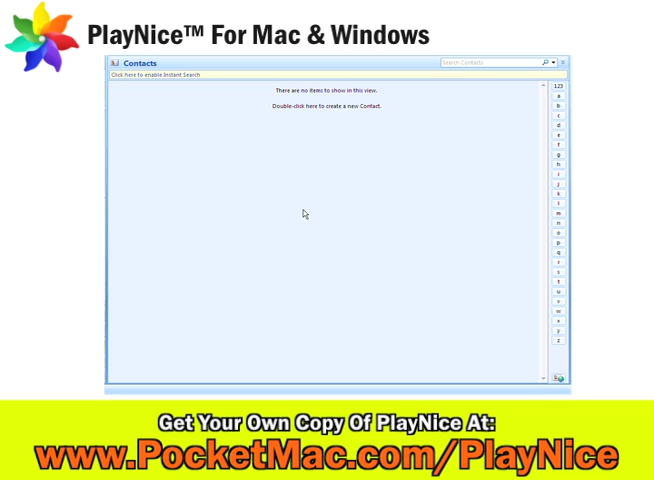 PlayNice™ For Mac & Windows
Contacts
Search Contacts
Click here to enable Instant Search
There are no items to show in this view.
Double-click here to create a new Contact.
123
a
b
c
d
e
f
g
h
i
j
k
l
m
n
o
p
q
r
s
t
u
v
w
x
y
z
Get Your Own Copy Of PlayNice At:
www.PocketMac.com/PlayNice